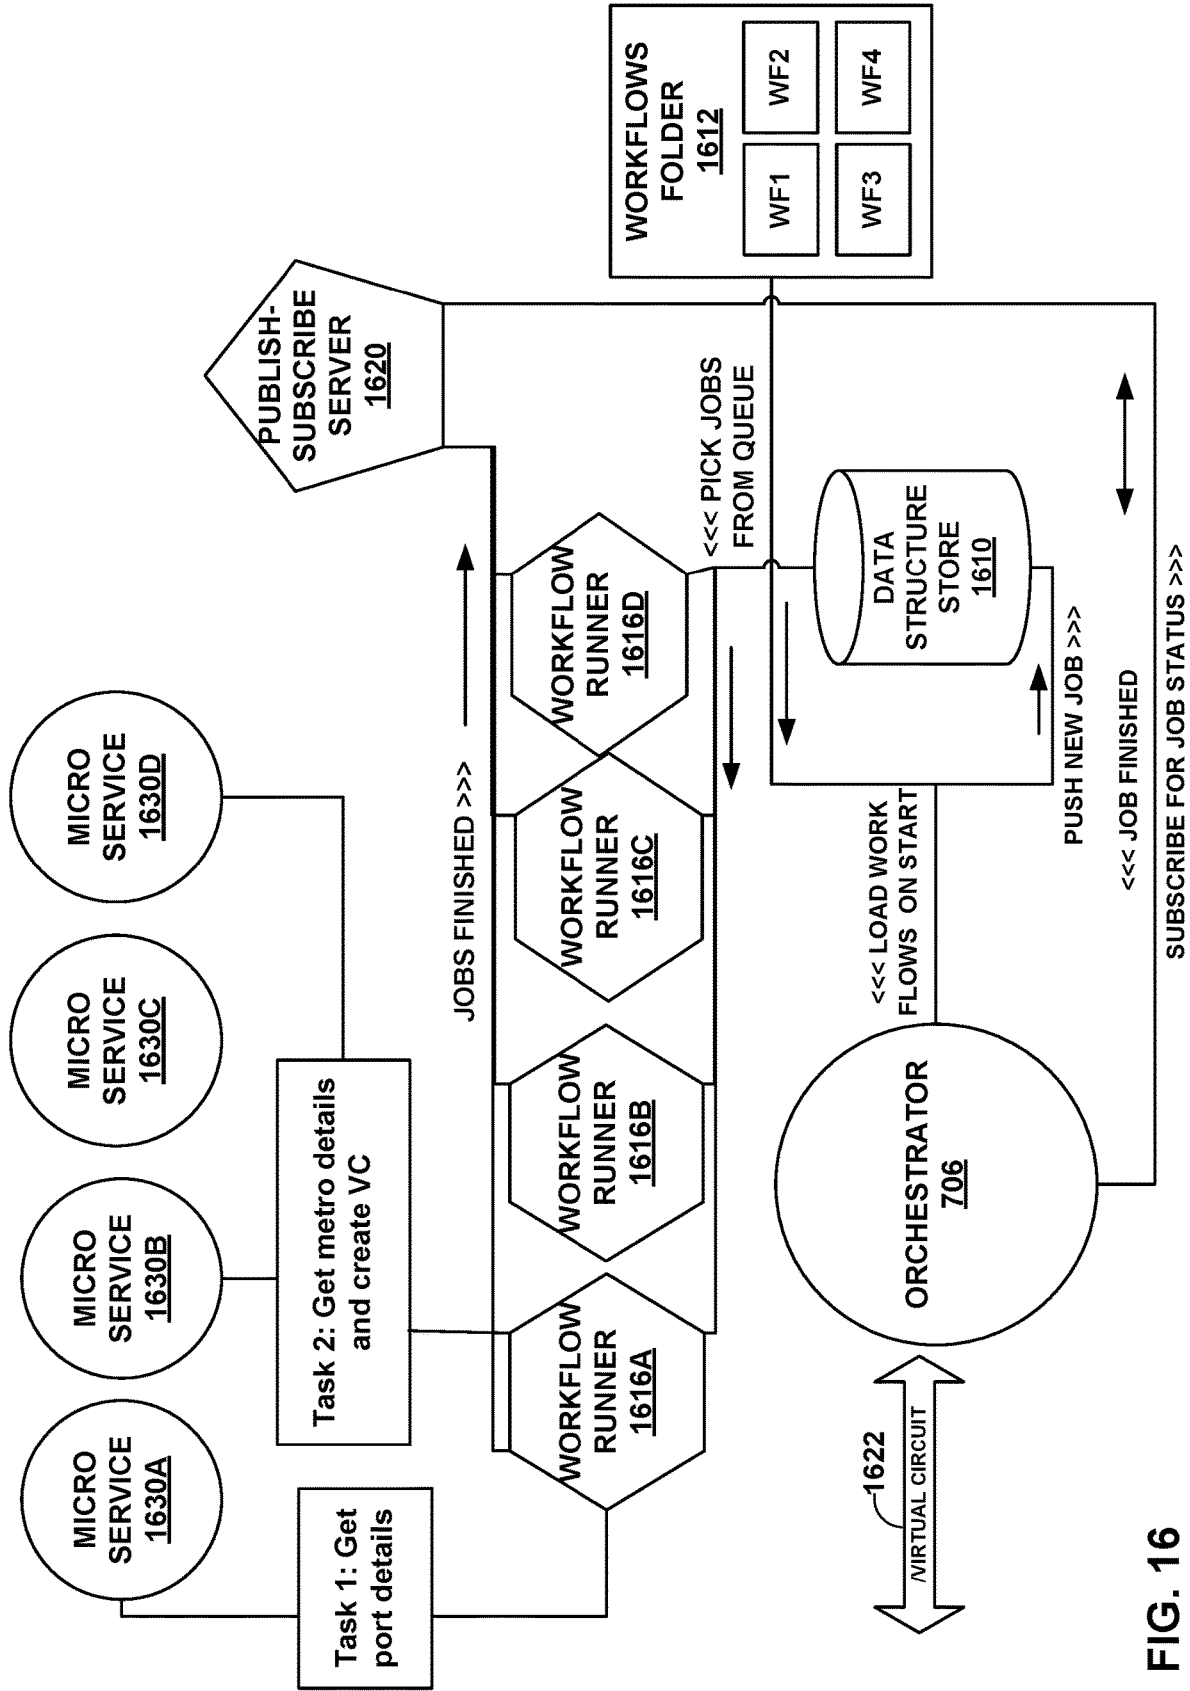 MICRO
SERVICE
1630A
MICRO
SERVICE
1630B
MICRO
SERVICE
1630C
MICRO
SERVICE
1630D
Task 1: Get
port details
Task 2: Get metro details
and create VC
JOBS FINISHED >>>
PUBLISH-
SUBSCRIBE
SERVER
1620
WORKFLOW
RUNNER
1616A
WORKFLOW
RUNNER
1616B
WORKFLOW
RUNNER
1616C
WORKFLOW
RUNNER
1616D
<<< PICK JOBS
FROM QUEUE
WORKFLOWS
FOLDER
1612
WF1
WF2
WF3
WF4
1622
/VIRTUAL CIRCUIT
ORCHESTRATOR
706
<<< LOAD WORK
FLOWS ON START
DATA
STRUCTURE
STORE
1610
PUSH NEW JOB >>>
<<< JOB FINISHED
SUBSCRIBE FOR JOB STATUS >>>
FIG. 16